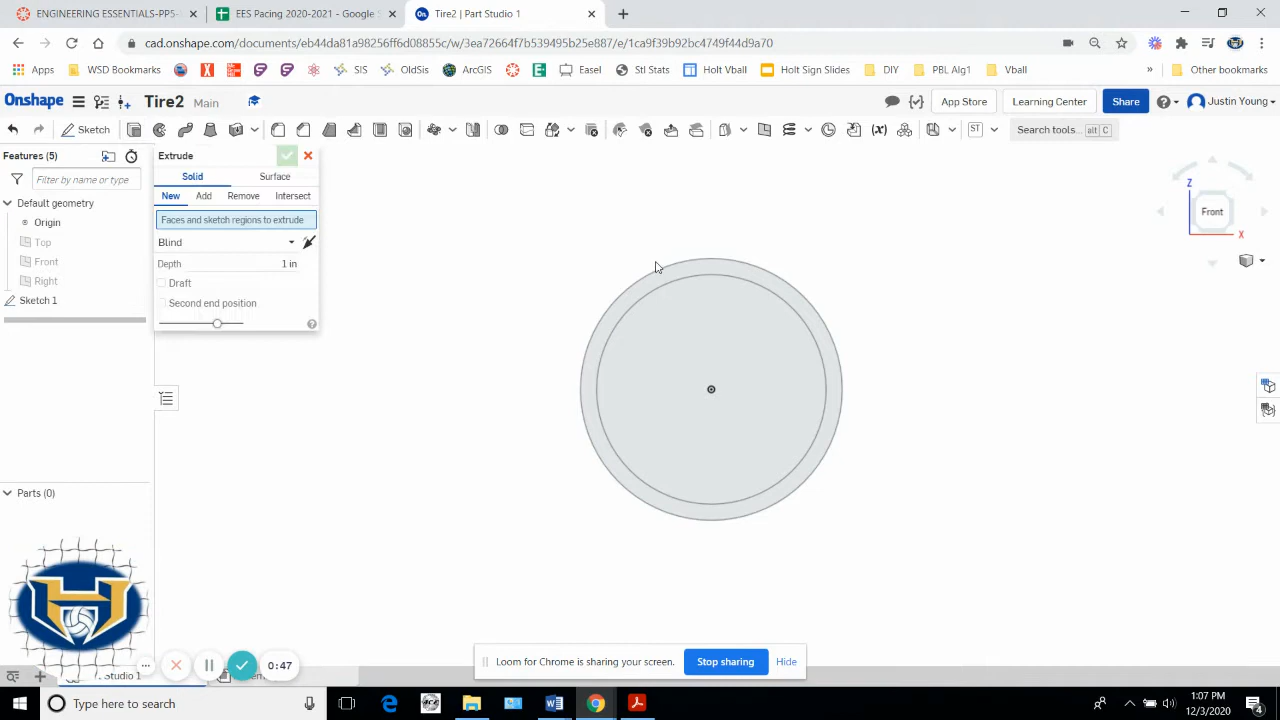 ENGINEERING ESSENTIALS-PP5-
EES Pacing 2020-2021 - Google S
Tire2 | Part Studio 1
cad.onshape.com/documents/eb44da81a98256ff6d08855c/w/3ea72664f7b539495b25e887/e/1ca9f39b92bc4749f44d9a70
Apps
WSD Bookmarks
SIS
OldSis
ArcGIS
Easel
Stl Stats
Holt Vball
Holt Sign Slides
DIY
PBL Alg1
Vball
»
Other bookmarks
Onshape
Tire2 Main
App Store
Learning Center
Share
Justin Young
Sketch
ST
Search tools... alt C
Features (5)
Filter by name or type
Default geometry
Origin
Top
Front
Right
Sketch 1
Extrude
Solid
Surface
New
Add
Remove
Intersect
Faces and sketch regions to extrude
Blind
Depth
1 in
Draft
Second end position
Z
Front
X
Parts (0)
0:47
Loom for Chrome is sharing your screen.
Stop sharing
Hide
Type here to search
1:07 PM
12/3/2020
4